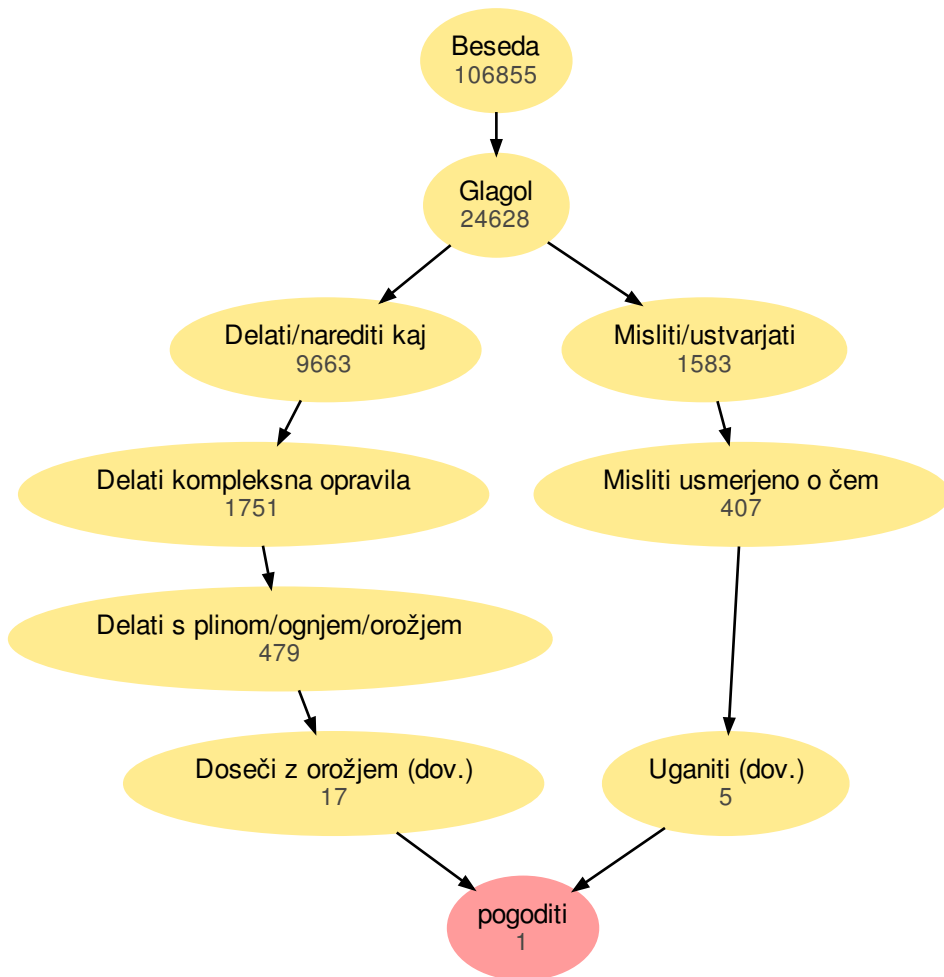 Beseda
106855
Glagol
24628
Delati/narediti kaj
9663
Misliti/ustvarjati
1583
Delati kompleksna opravila
1751
Misliti usmerjeno o čem
407
Delati s plinom/ognjem/orožjem
479
Doseči z orožjem (dov.)
17
Uganiti (dov.)
5
pogoditi
1